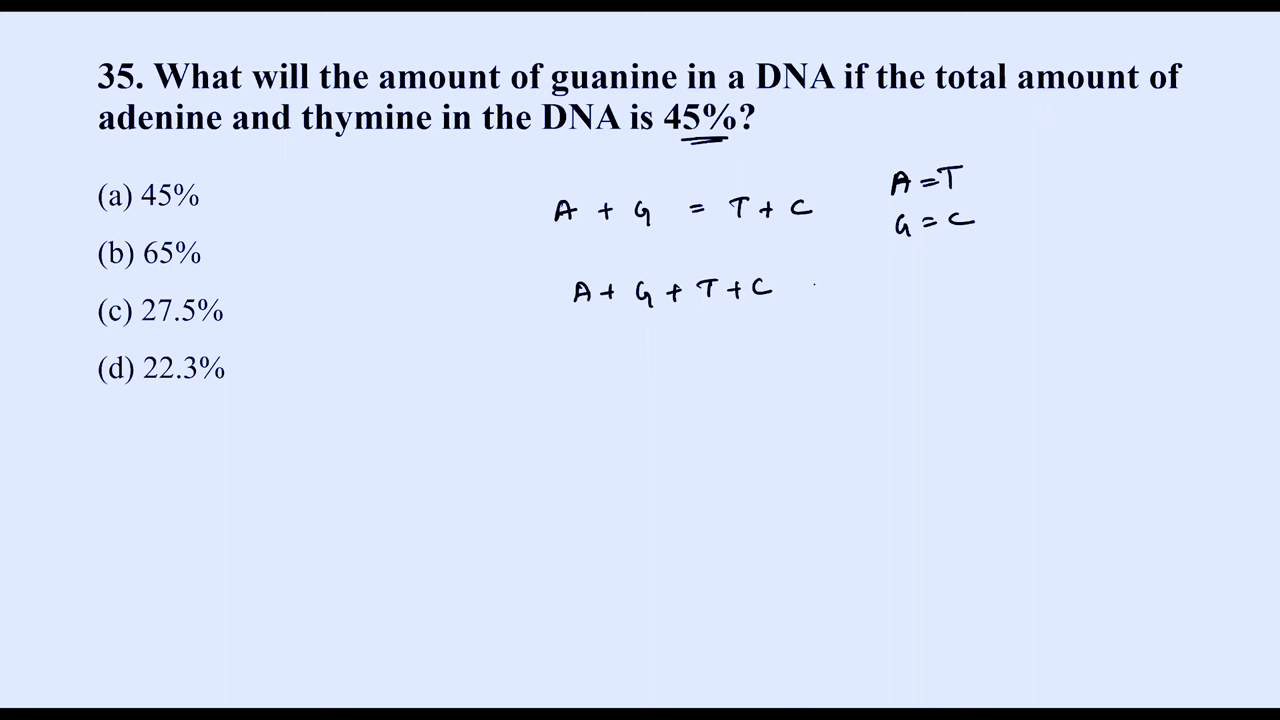 35. What will the amount of guanine in a DNA if the total amount of
adenine and thymine in the DNA is 45%?
(a) 45%
(b) 65%
(c) 27.5%
(d) 22.3%
A + G = T + C
A = T
G = C
A + G + T + C